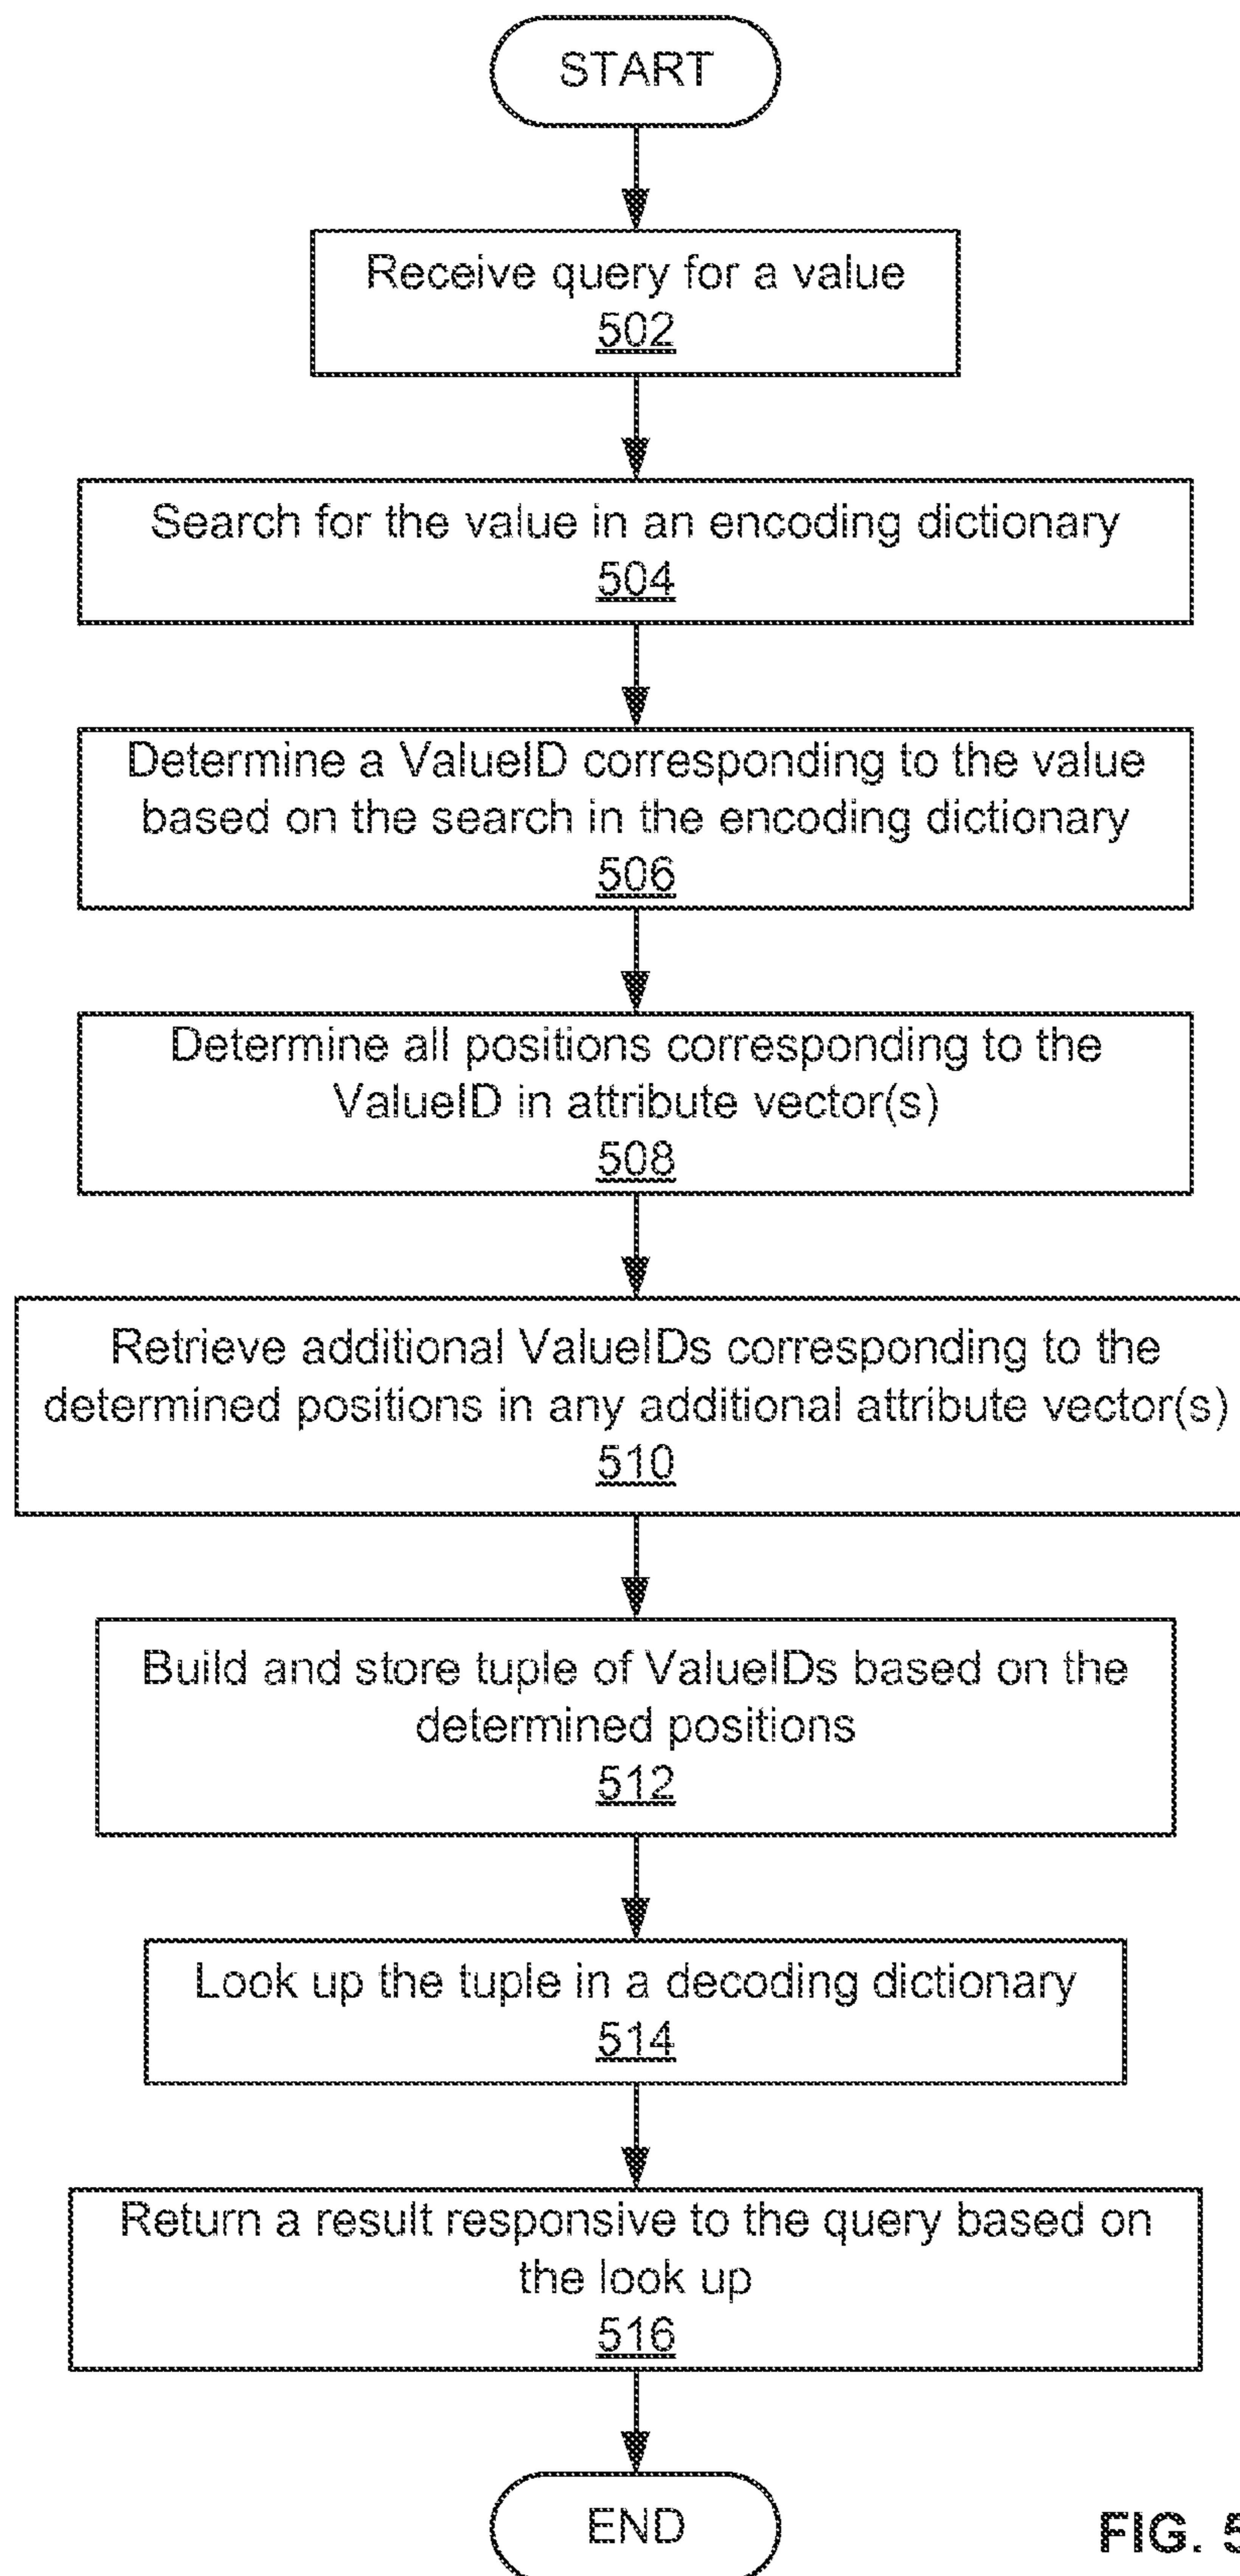 START
Receive query for a value
502
Search for the value in an encoding dictionary
504
Determine a ValueID corresponding to the value
based on the search in the encoding dictionary
506
Determine all positions corresponding to the
ValueID in attribute vector(s)
508
Retrieve additional ValueIDs corresponding to the
determined positions in any additional attribute vector(s)
510
Build and store tuple of ValueIDs based on the
determined positions
512
Look up the tuple in a decoding dictionary
514
Return a result responsive to the query based on
the look up
516
END
FIG. 5